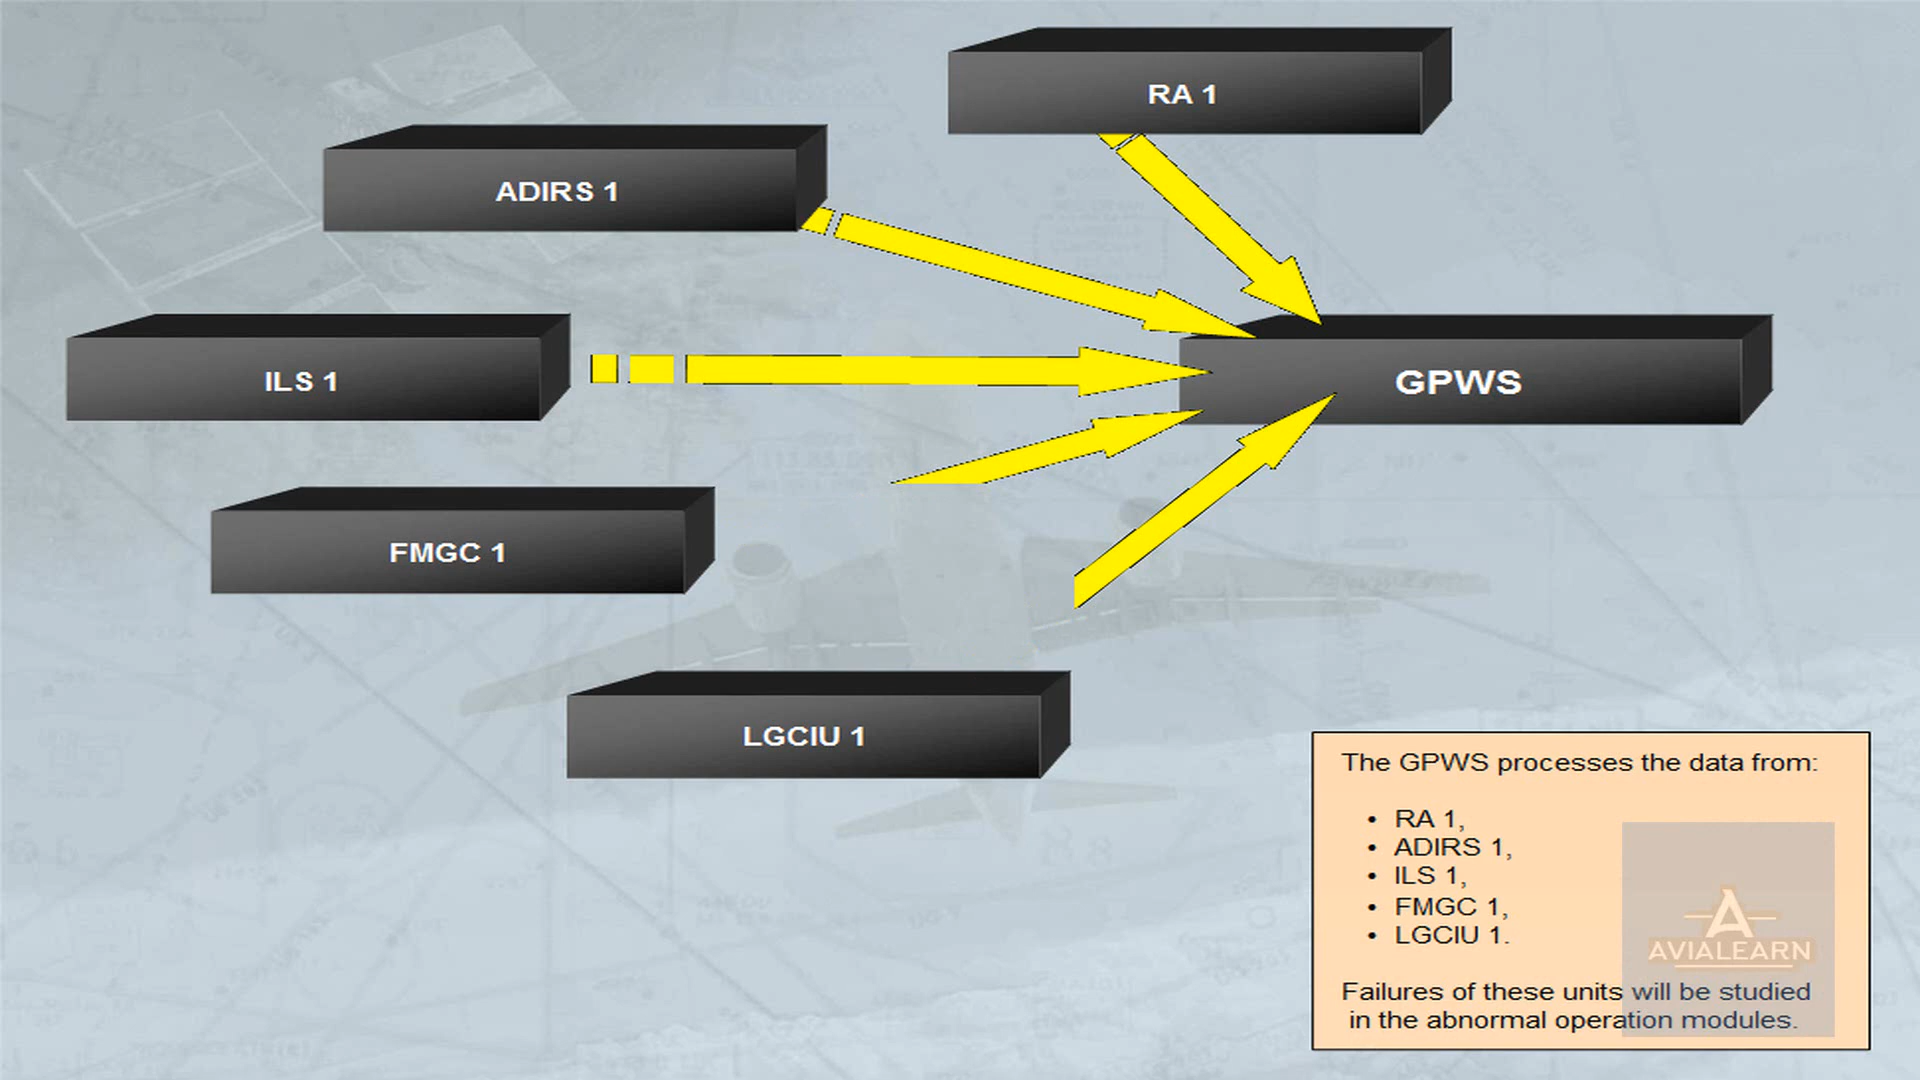 RA 1
ADIRS 1
ILS 1
GPWS
FMGC 1
LGCIU 1
The GPWS processes the data from:
• RA 1,
• ADIRS 1,
• ILS 1,
• FMGC 1,
• LGCIU 1.
A
AVIALEARN
Failures of these units will be studied
in the abnormal operation modules.